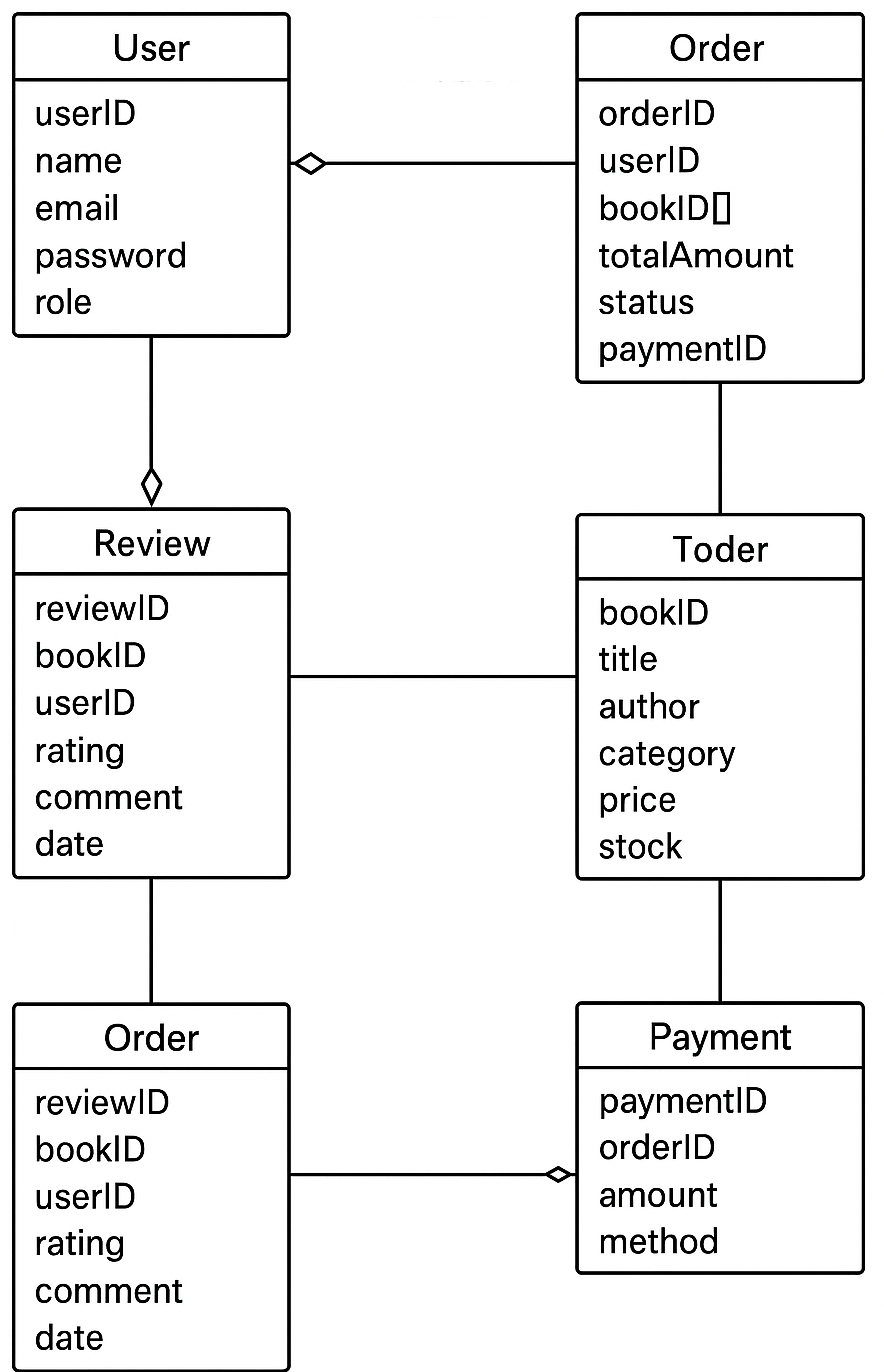 User
userID
name
email
password
role
Order
orderID
userID
bookID[]
totalAmount
status
paymentID
Review
reviewID
bookID
userID
rating
comment
date
Toder
bookID
title
author
category
price
stock
Order
reviewID
bookID
userID
rating
comment
date
Payment
paymentID
orderID
amount
method